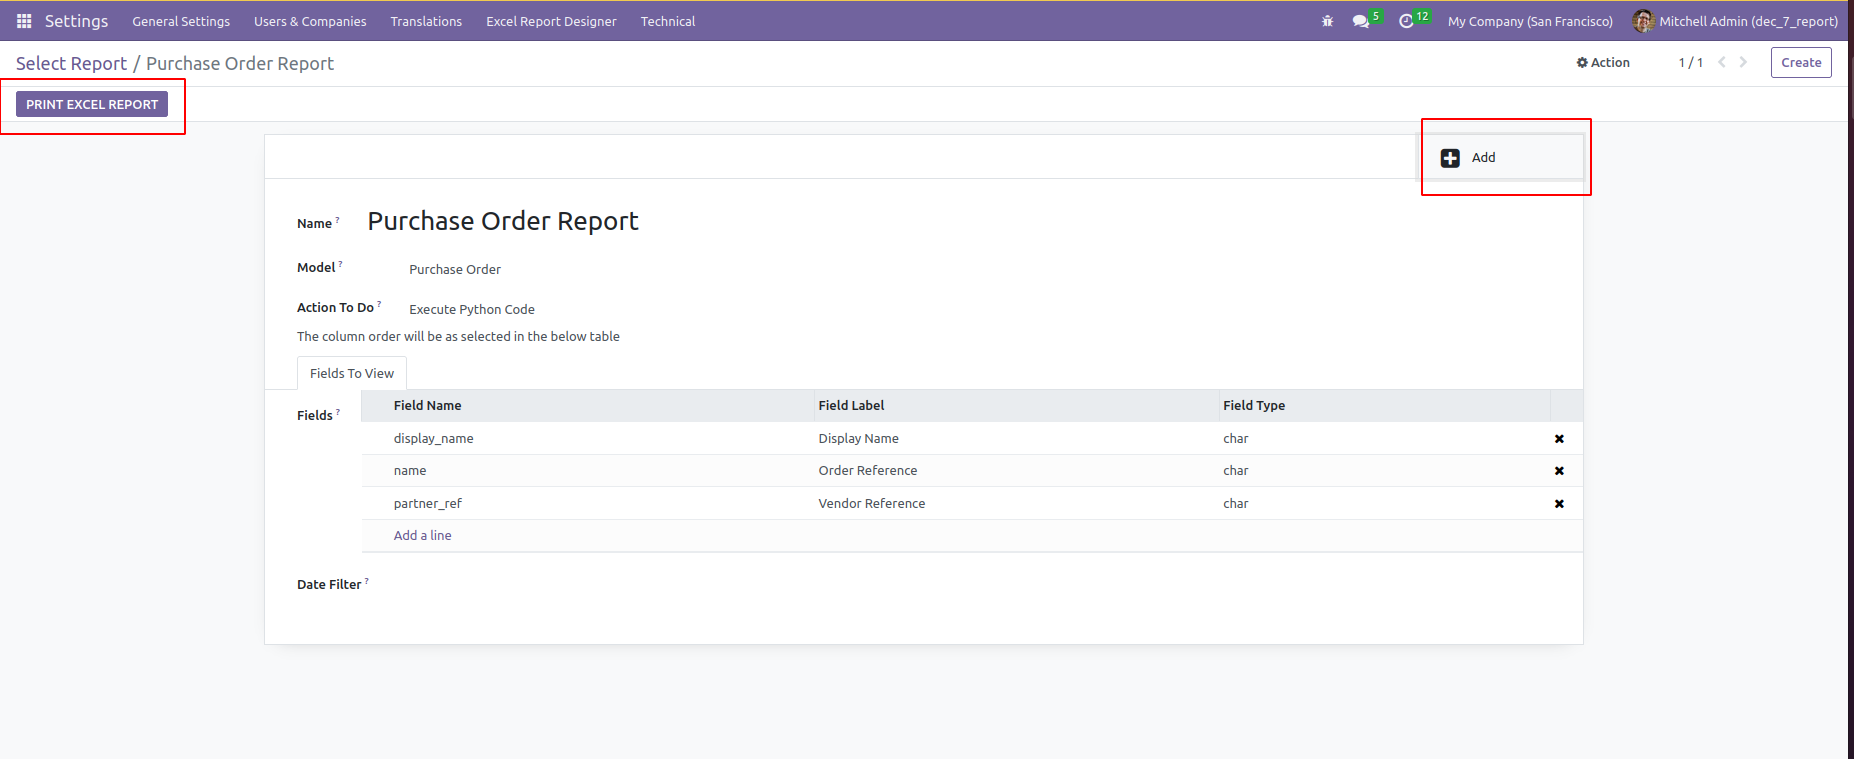 Settings General Settings Users & Companies Translations Excel Report Designer Technical 5 12 My Company (San Francisco) Mitchell Admin (dec_7_report)
Select Report / Purchase Order Report Action 1 / 1 Create
PRINT EXCEL REPORT
Add
Name ? Purchase Order Report
Model ? Purchase Order
Action To Do ? Execute Python Code
The column order will be as selected in the below table
Fields To View
Fields ? Field Name Field Label Field Type
display_name Display Name char
name Order Reference char
partner_ref Vendor Reference char
Add a line
Date Filter ?